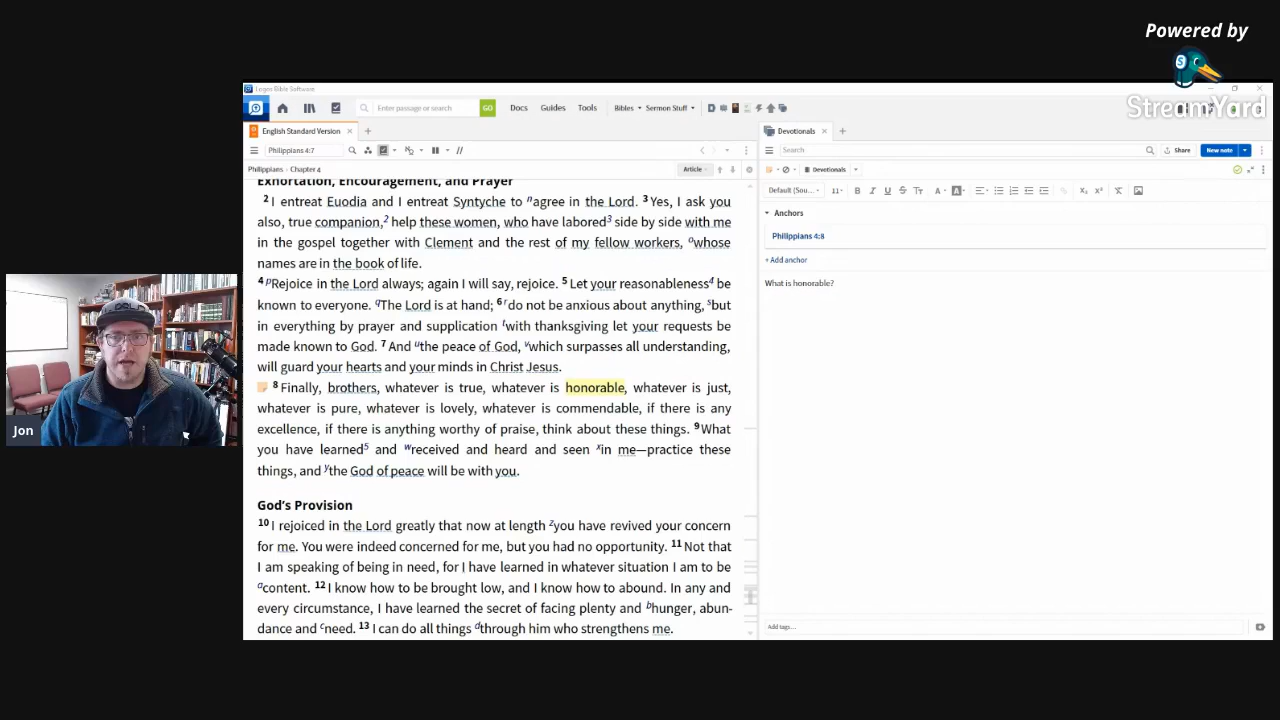 Powered by
StreamYard
Logos Bible Software
Enter passage or search
GO
Docs
Guides
Tools
Bibles
Sermon Stuff
English Standard Version
Philippians 4:7
Philippians › Chapter 4
Article
Exhortation, Encouragement, and Prayer
2 I entreat Euodia and I entreat Syntyche to n agree in the Lord. 3 Yes, I ask you
also, true companion,2 help these women, who have labored3 side by side with me
in the gospel together with Clement and the rest of my fellow workers, o whose
names are in the book of life.
4 p Rejoice in the Lord always; again I will say, rejoice. 5 Let your reasonableness4 be
known to everyone. q The Lord is at hand; 6 r do not be anxious about anything, s but
in everything by prayer and supplication t with thanksgiving let your requests be
made known to God. 7 And u the peace of God, v which surpasses all understanding,
will guard your hearts and your minds in Christ Jesus.
8 Finally, brothers, whatever is true, whatever is honorable, whatever is just,
whatever is pure, whatever is lovely, whatever is commendable, if there is any
excellence, if there is anything worthy of praise, think about these things. 9 What
you have learned5 and w received and heard and seen x in me—practice these
things, and y the God of peace will be with you.
God's Provision
10 I rejoiced in the Lord greatly that now at length z you have revived your concern
for me. You were indeed concerned for me, but you had no opportunity. 11 Not that
I am speaking of being in need, for I have learned in whatever situation I am to be
a content. 12 I know how to be brought low, and I know how to abound. In any and
every circumstance, I have learned the secret of facing plenty and b hunger, abun-
dance and c need. 13 I can do all things d through him who strengthens me.
Devotionals
Search
Share
New note
Devotionals
Default (Sou...
11
B I U S Tт
A A
X₂ X²
Anchors
Philippians 4:8
+ Add anchor
What is honorable?
Add tags...
Jon